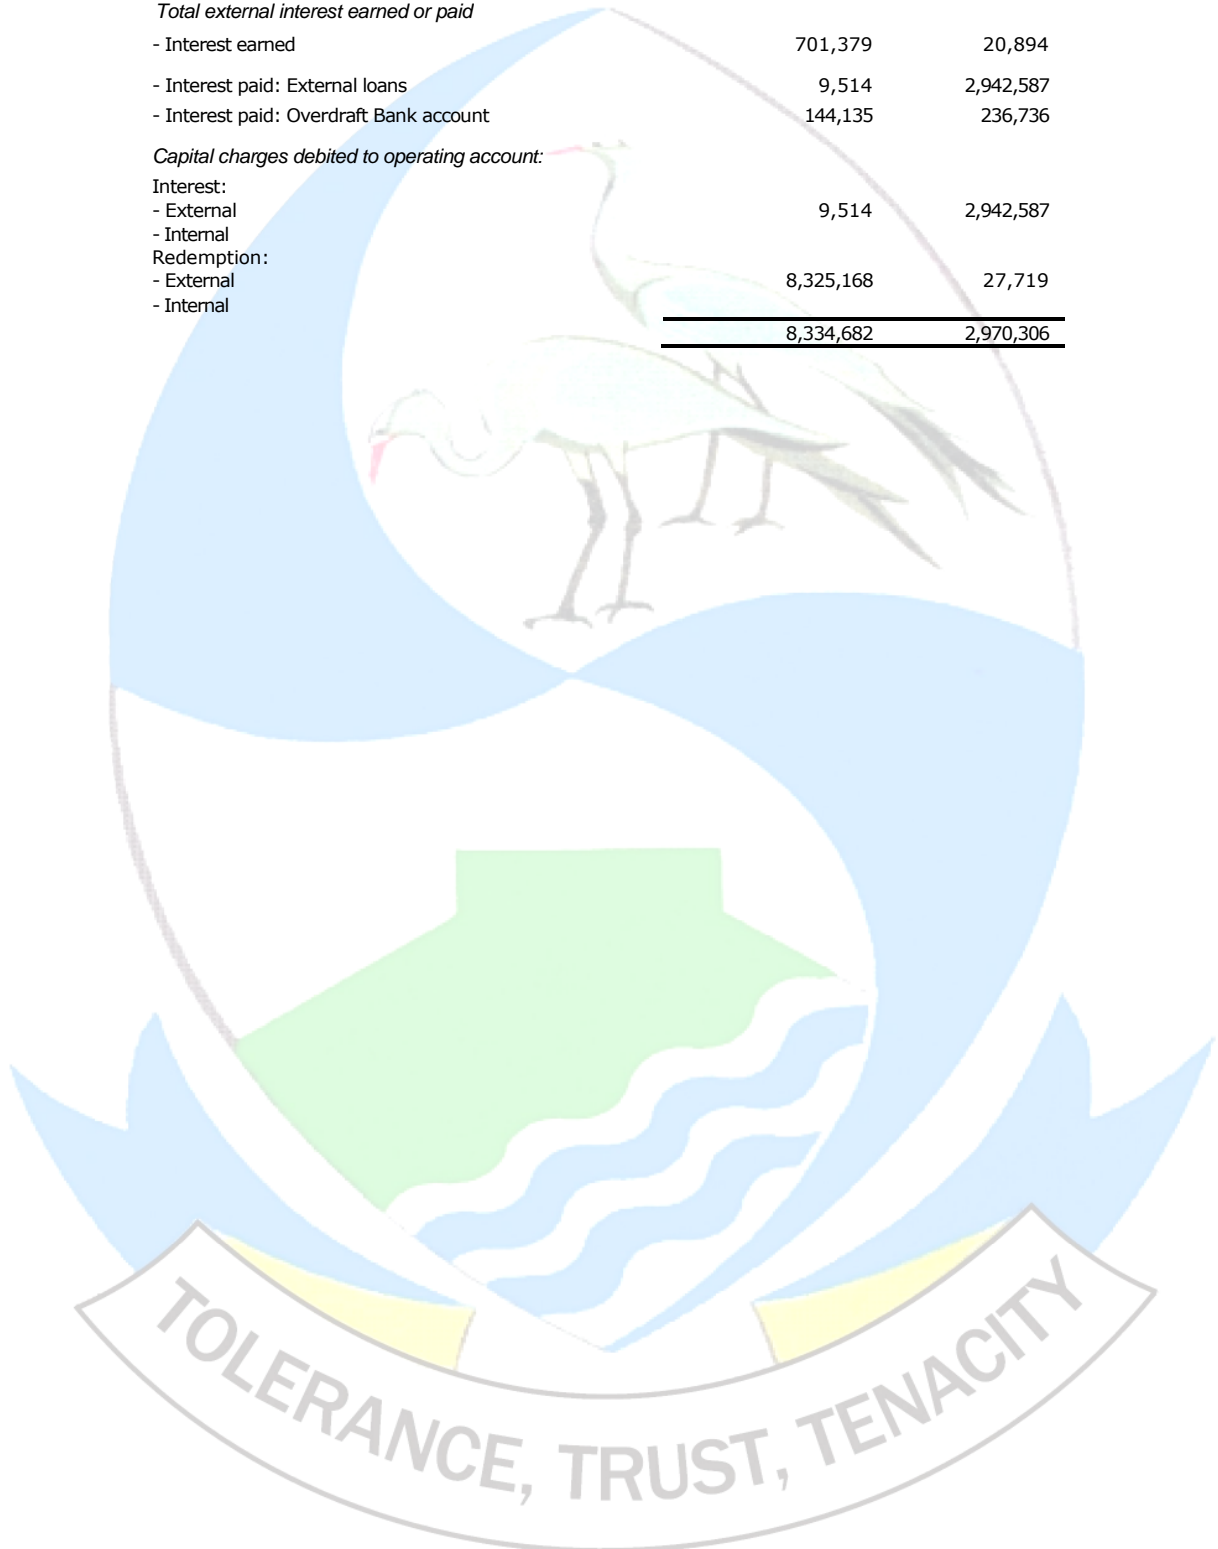 Total external interest earned or paid
- Interest earned 701,379 20,894
- Interest paid: External loans 9,514 2,942,587
- Interest paid: Overdraft Bank account 144,135 236,736
Capital charges debited to operating account:
Interest:
- External 9,514 2,942,587
- Internal
Redemption:
- External 8,325,168 27,719
- Internal
8,334,682 2,970,306
TOLERANCE, TRUST, TENACITY